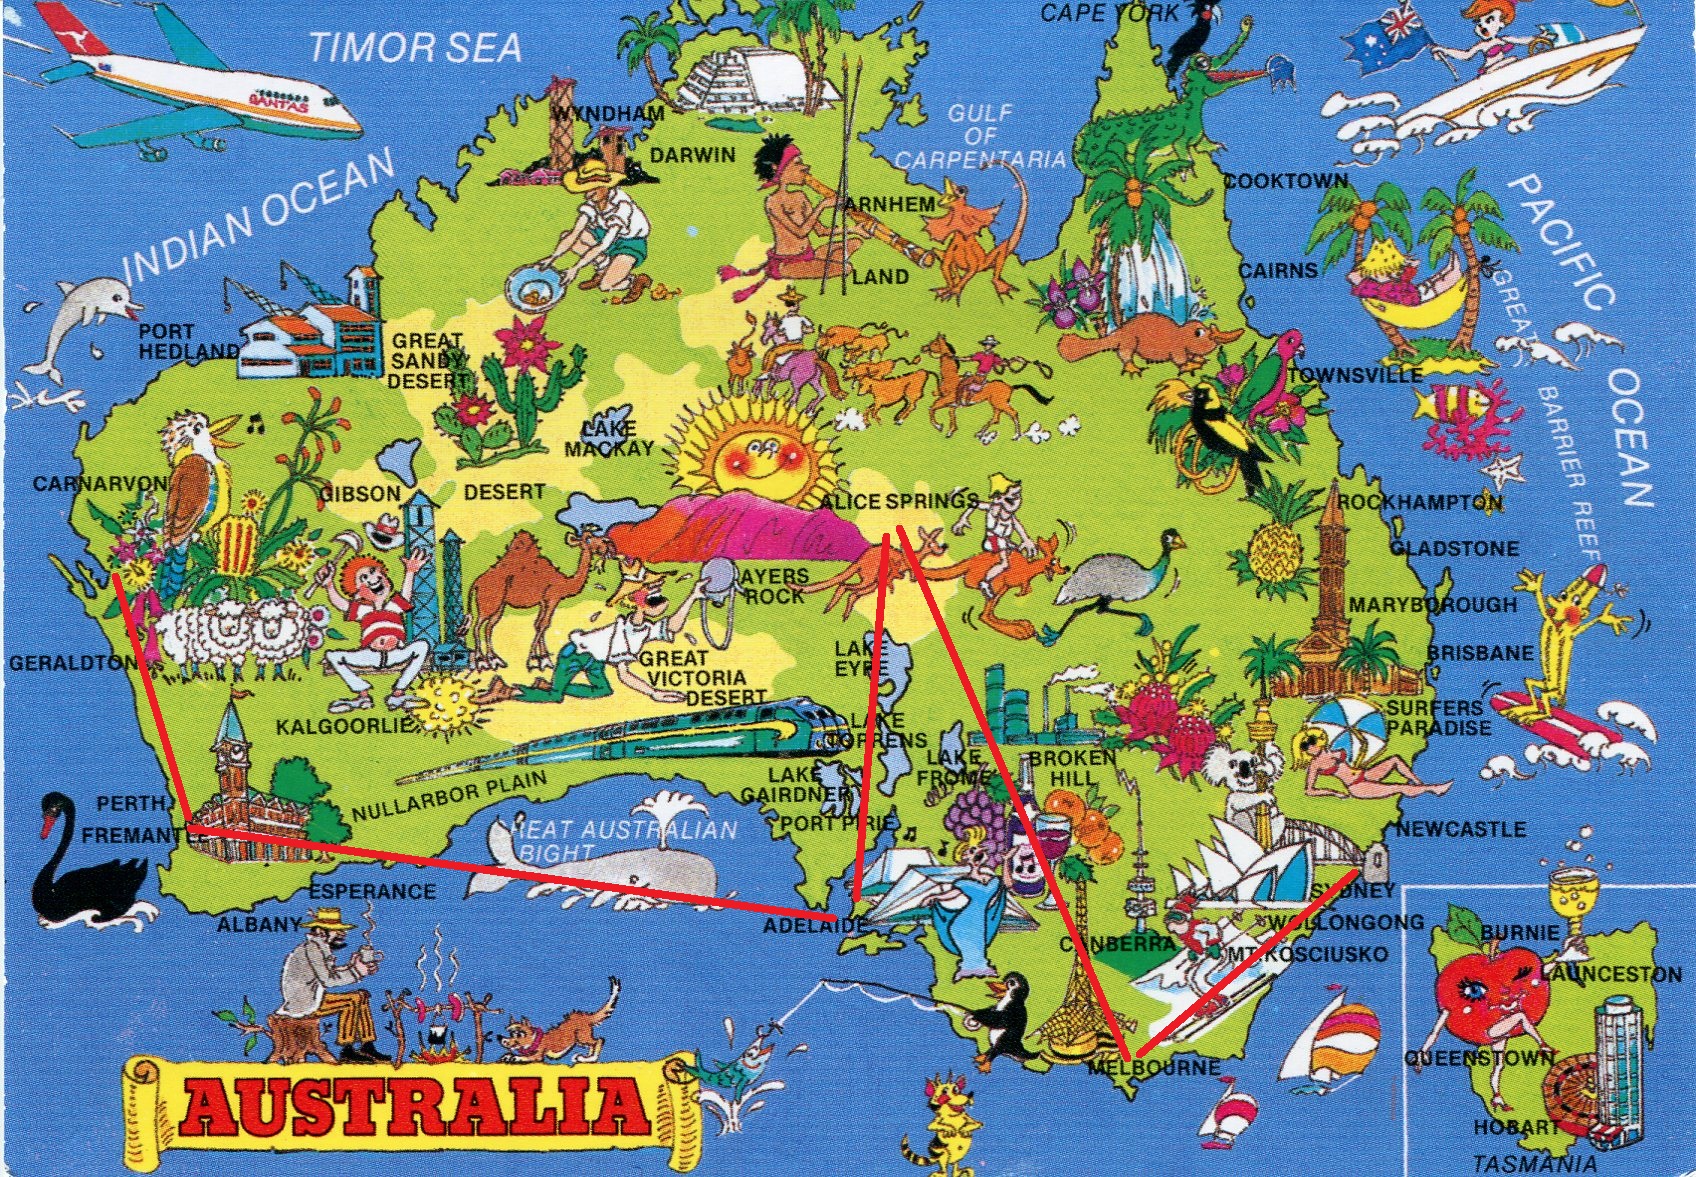 CAPE YORK
TIMOR SEA
QANTAS
WYNDHAM
DARWIN
GULF
OF
CARPENTARIA
INDIAN OCEAN
ARNHEM
LAND
COOKTOWN
CAIRNS
PACIFIC OCEAN
GREAT
BARRIER REEF
PORT
HEDLAND
GREAT
SANDY
DESERT
TOWNSVILLE
LAKE
MACKAY
CARNARVON
GIBSON
DESERT
ALICE SPRINGS
ROCKHAMPTON
GLADSTONE
AYERS
ROCK
MARYBOROUGH
GERALDTON
GREAT
VICTORIA
DESERT
LAKE
EYRE
BRISBANE
SURFERS
PARADISE
KALGOORLIE
LAKE
TORRENS
LAKE
FROME
BROKEN
HILL
NULLARBOR PLAIN
LAKE
GAIRDNER
PERTH
FREMANTLE
GREAT AUSTRALIAN
BIGHT
PORT PIRIE
NEWCASTLE
ESPERANCE
ALBANY
ADELAIDE
SYDNEY
WOLLONGONG
CANBERRA
MT.KOSCIUSKO
BURNIE
LAUNCESTON
MELBOURNE
QUEENSTOWN
HOBART
TASMANIA
AUSTRALIA